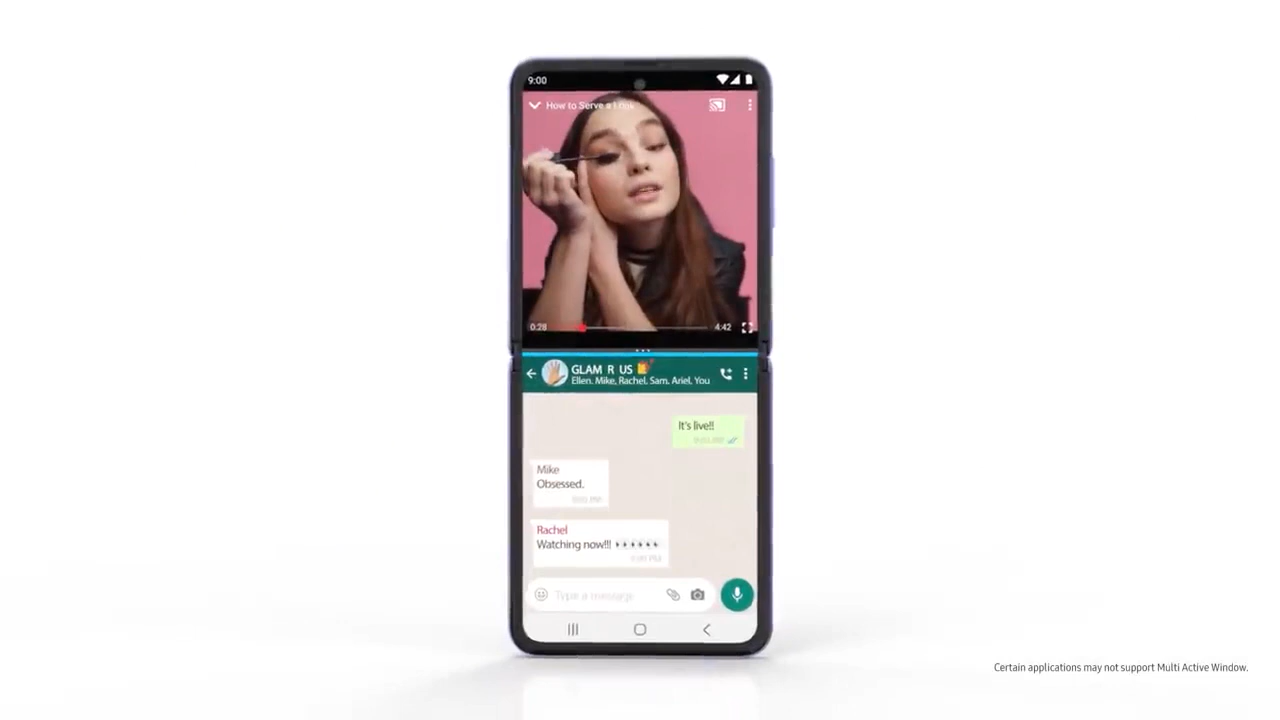 9:00
How to Serve a Look
0:28
4:42
GLAM R US
Ellen, Mike, Rachel, Sam, Ariel, You
It's live!!
Mike
Obsessed.
Rachel
Watching now!!!
Type a message
Certain applications may not support Multi Active Window.